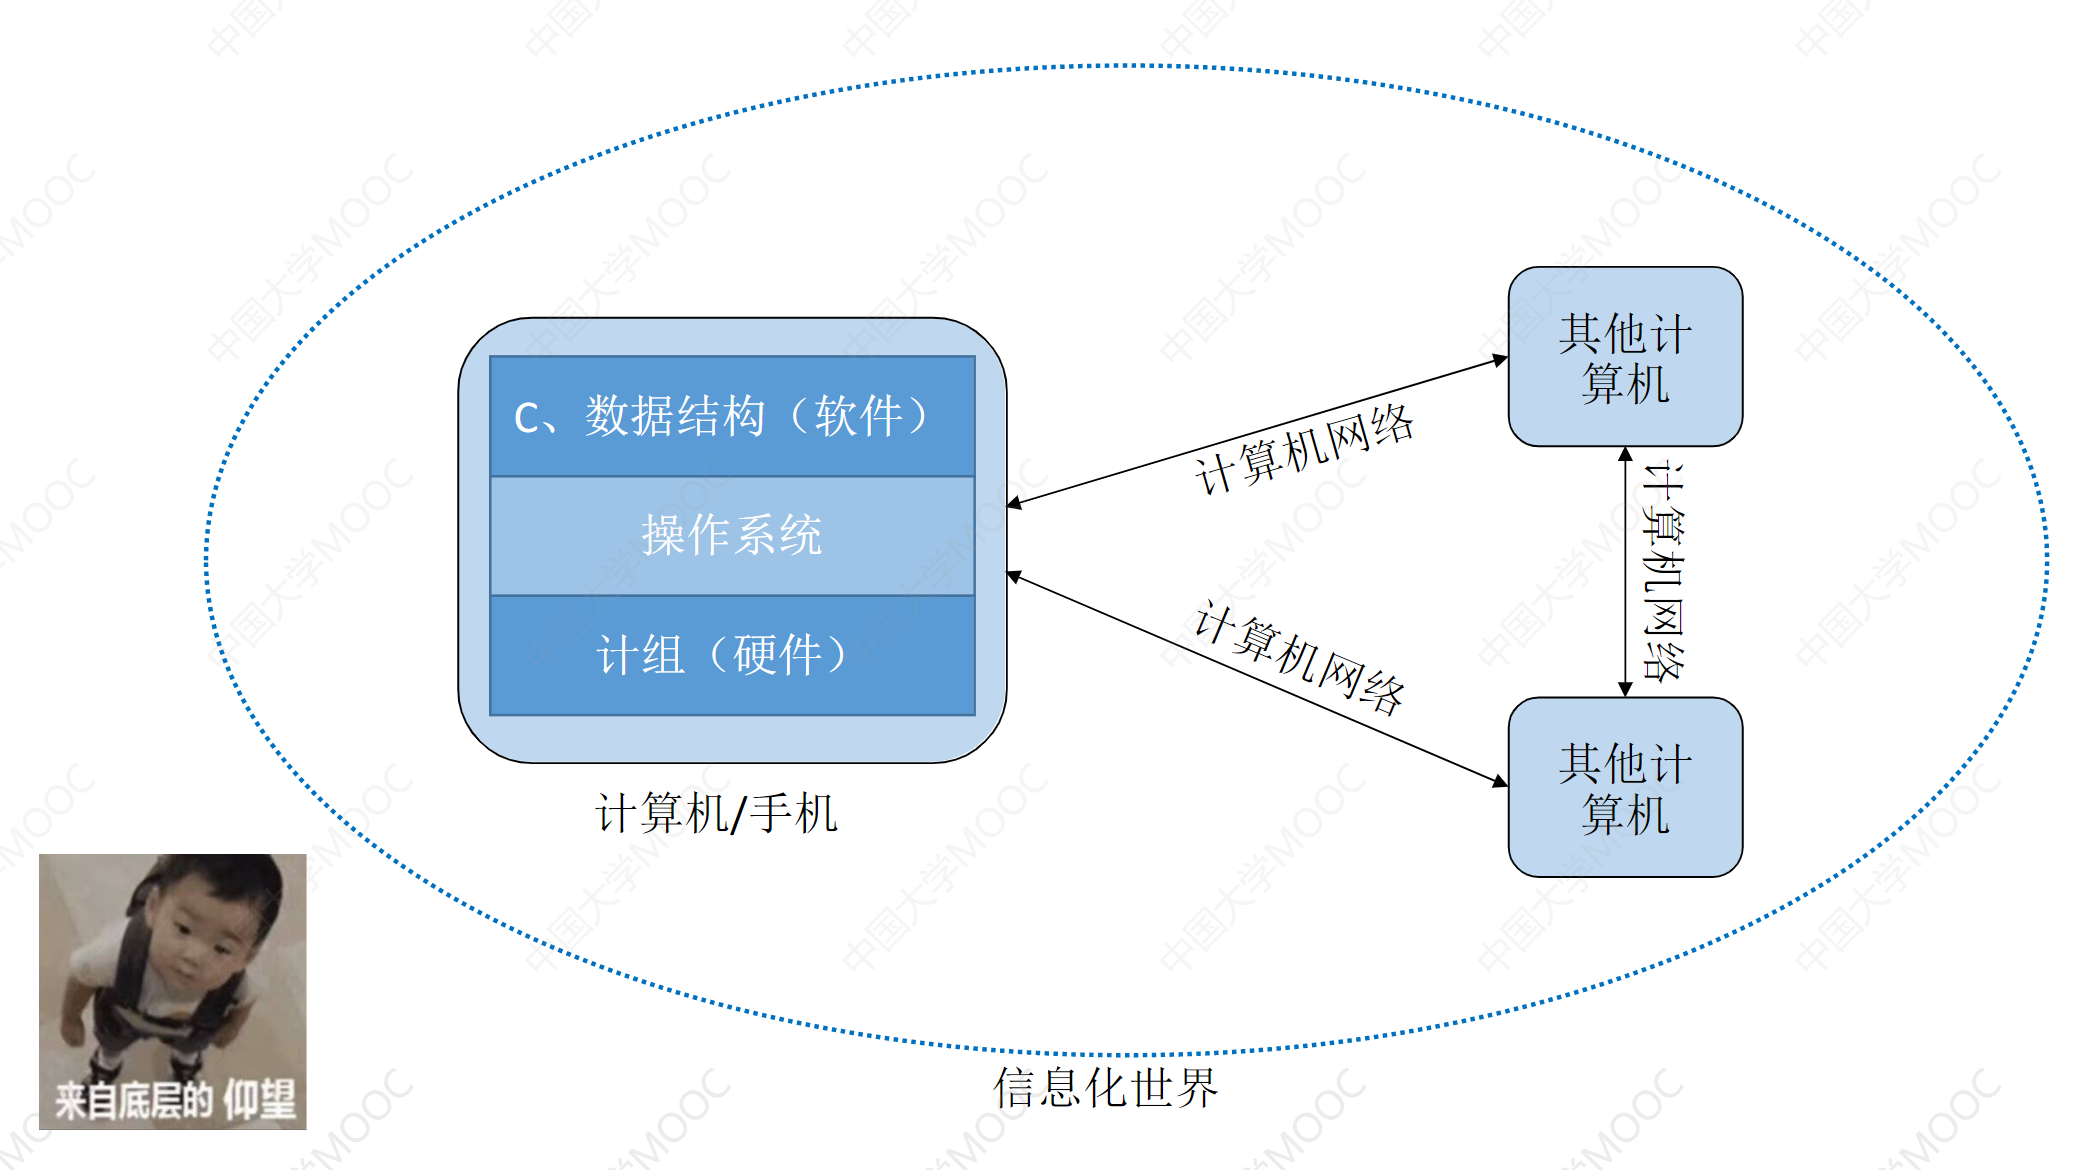 C、数据结构（软件）
操作系统
计组（硬件）
计算机/手机
计算机网络
计算机网络
其他计
算机
计算机网络
其他计
算机
信息化世界
来自底层的 仰望
中国大学MOOC